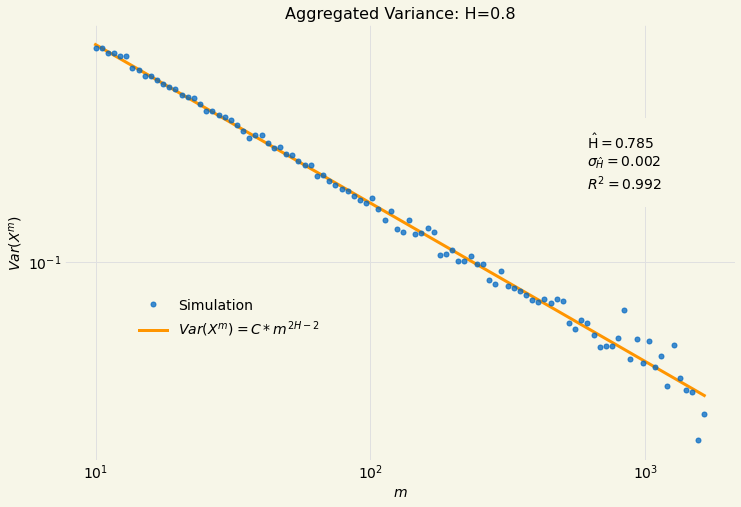 Aggregated Variance: H=0.8
Ĥ = 0.785
σ_Ĥ = 0.002
R² = 0.992
Var(X^m)
10⁻¹
Simulation
Var(X^m) = C * m^{2H−2}
10¹ 10² 10³
m